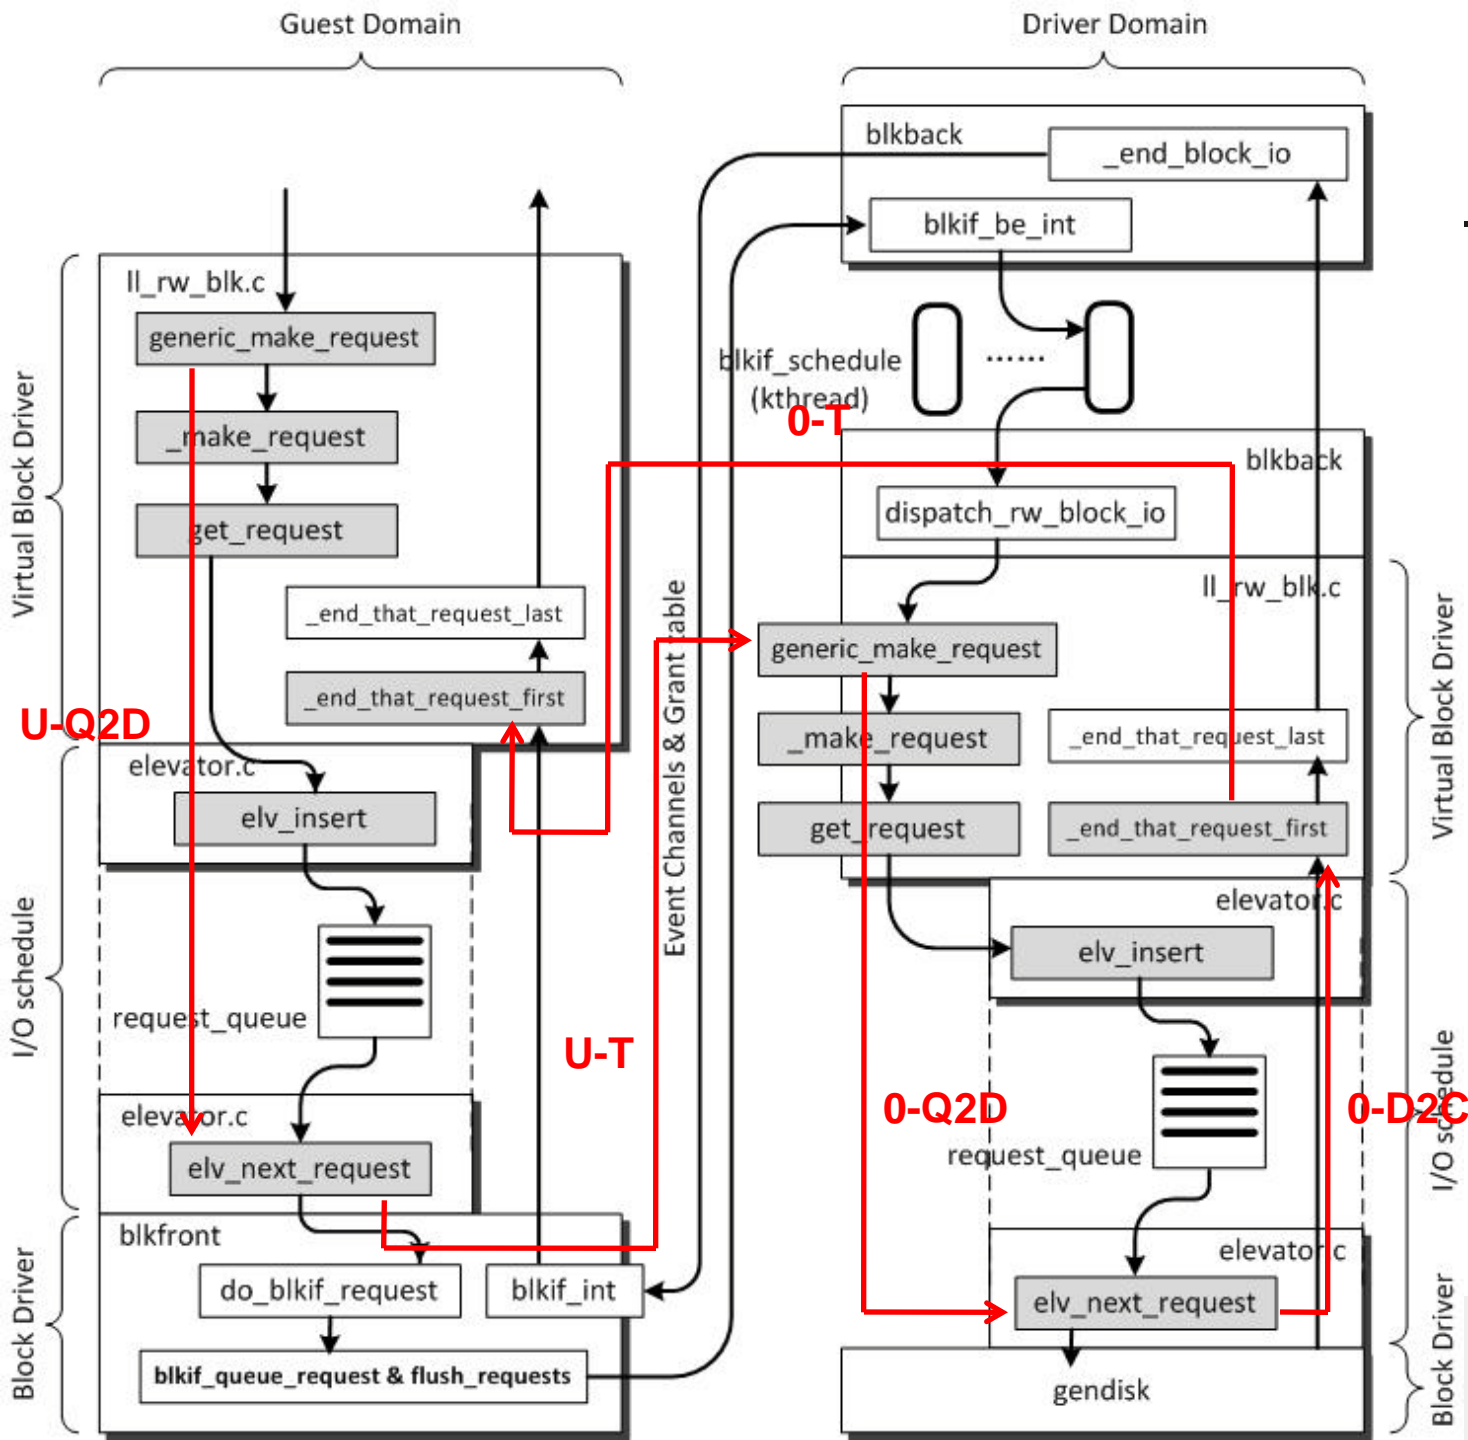 Guest Domain
Driver Domain
blkback
_end_block_io
blkif_be_int
ll_rw_blk.c
generic_make_request
_make_request
get_request
_end_that_request_last
_end_that_request_first
Virtual Block Driver
U-Q2D
elevator.c
elv_insert
I/O schedule
request_queue
elevator.c
elv_next_request
blkfront
do_blkif_request
blkif_int
blkif_queue_request & flush_requests
Block Driver
U-T
Event Channels & Grant table
blkif_schedule
(kthread)
......
0-T
blkback
dispatch_rw_block_io
ll_rw_blk.c
generic_make_request
_make_request
get_request
_end_that_request_last
_end_that_request_first
Virtual Block Driver
elevator.c
elv_insert
0-Q2D
0-D2C
request_queue
I/O schedule
elevator.c
elv_next_request
gendisk
Block Driver